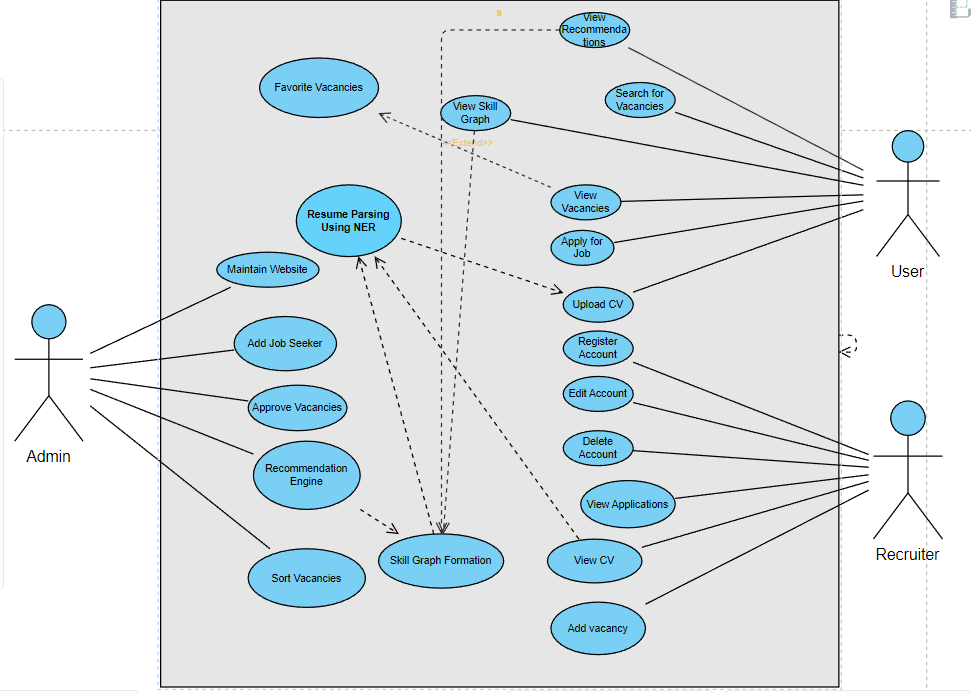 s
View
Recommenda
tions
Favorite Vacancies
Search for
Vacancies
View Skill
Graph
<<Extend>>
View
Vacancies
Resume Parsing
Using NER
Apply for
Job
User
Maintain Website
Upload CV
Add Job Seeker
Register
Account
Edit Account
Approve Vacancies
Admin
Delete
Account
Recommendation
Engine
View Applications
Recruiter
Skill Graph Formation
View CV
Sort Vacancies
Add vacancy